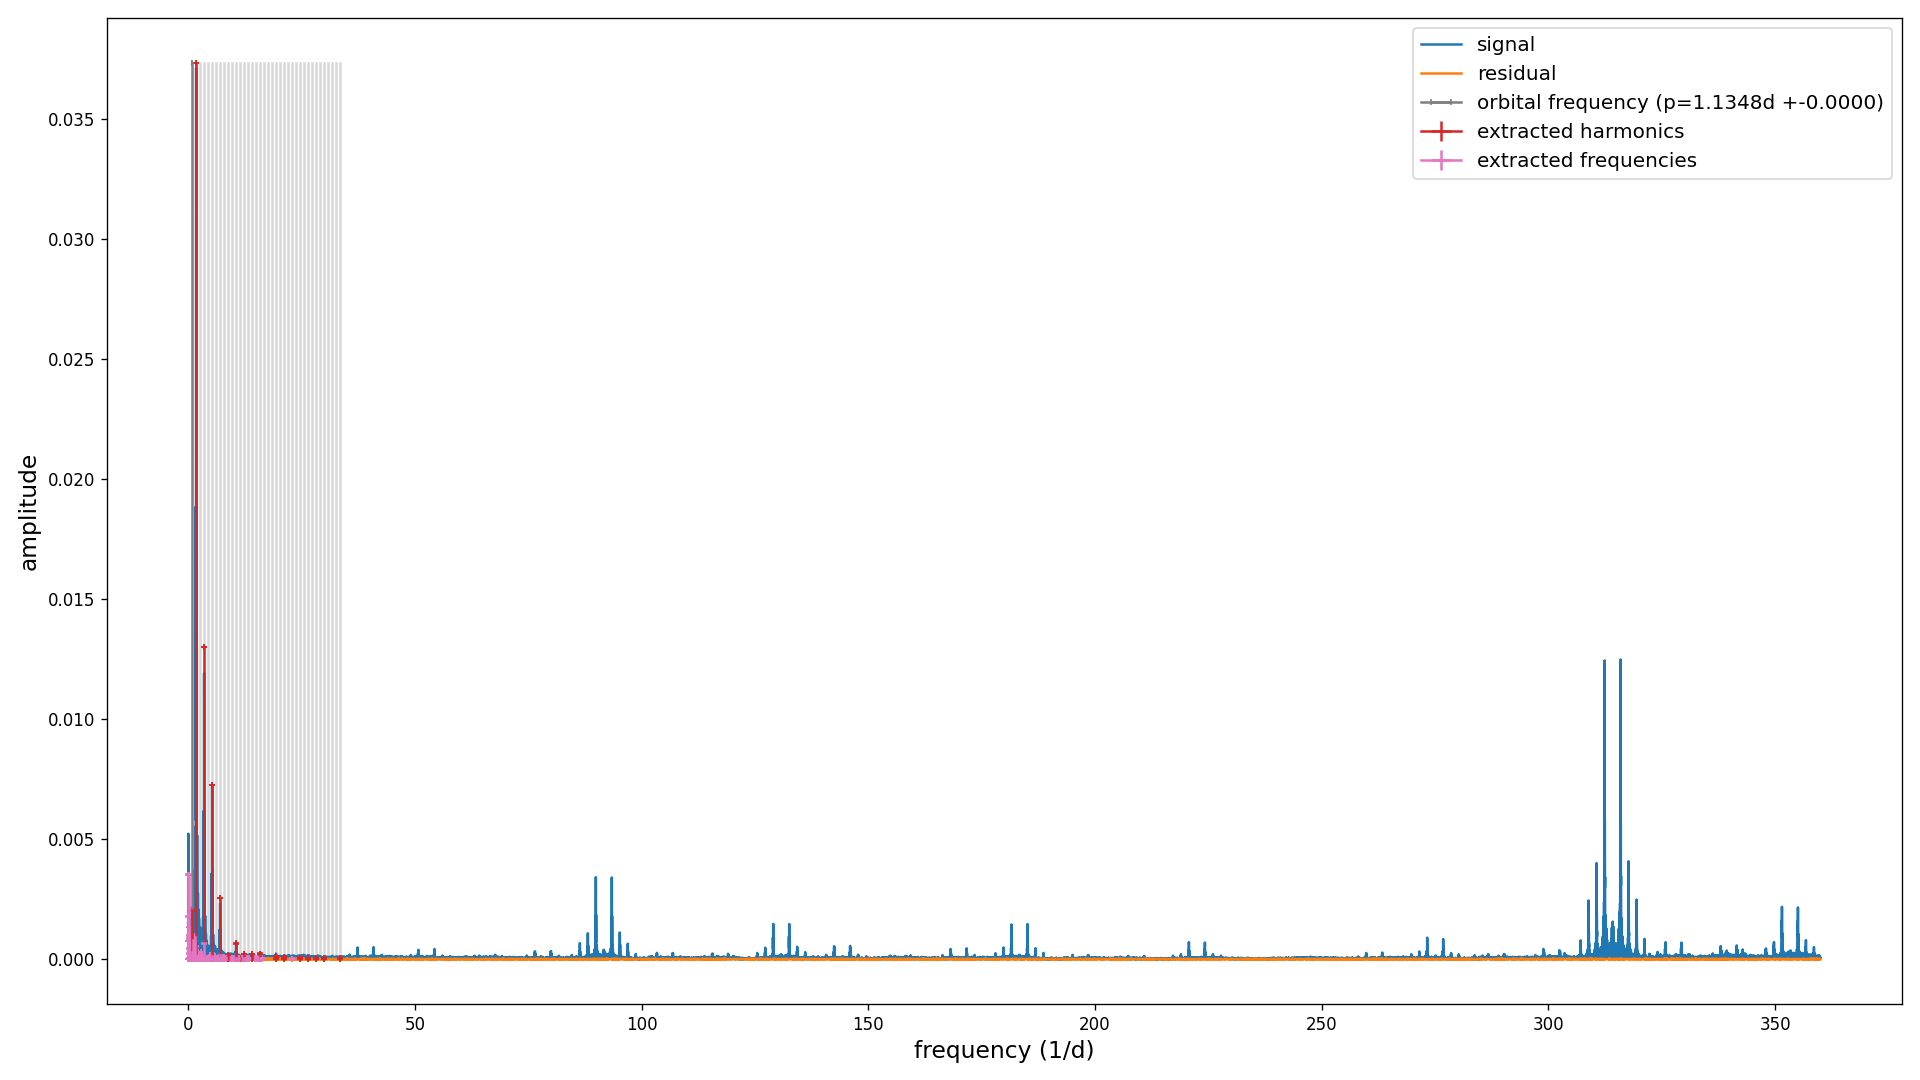 signal
residual
orbital frequency (p=1.1348d +-0.0000)
extracted harmonics
extracted frequencies
0.035
0.030
0.025
0.020
0.015
0.010
0.005
0.000
amplitude
0 50 100 150 200 250 300 350
frequency (1/d)